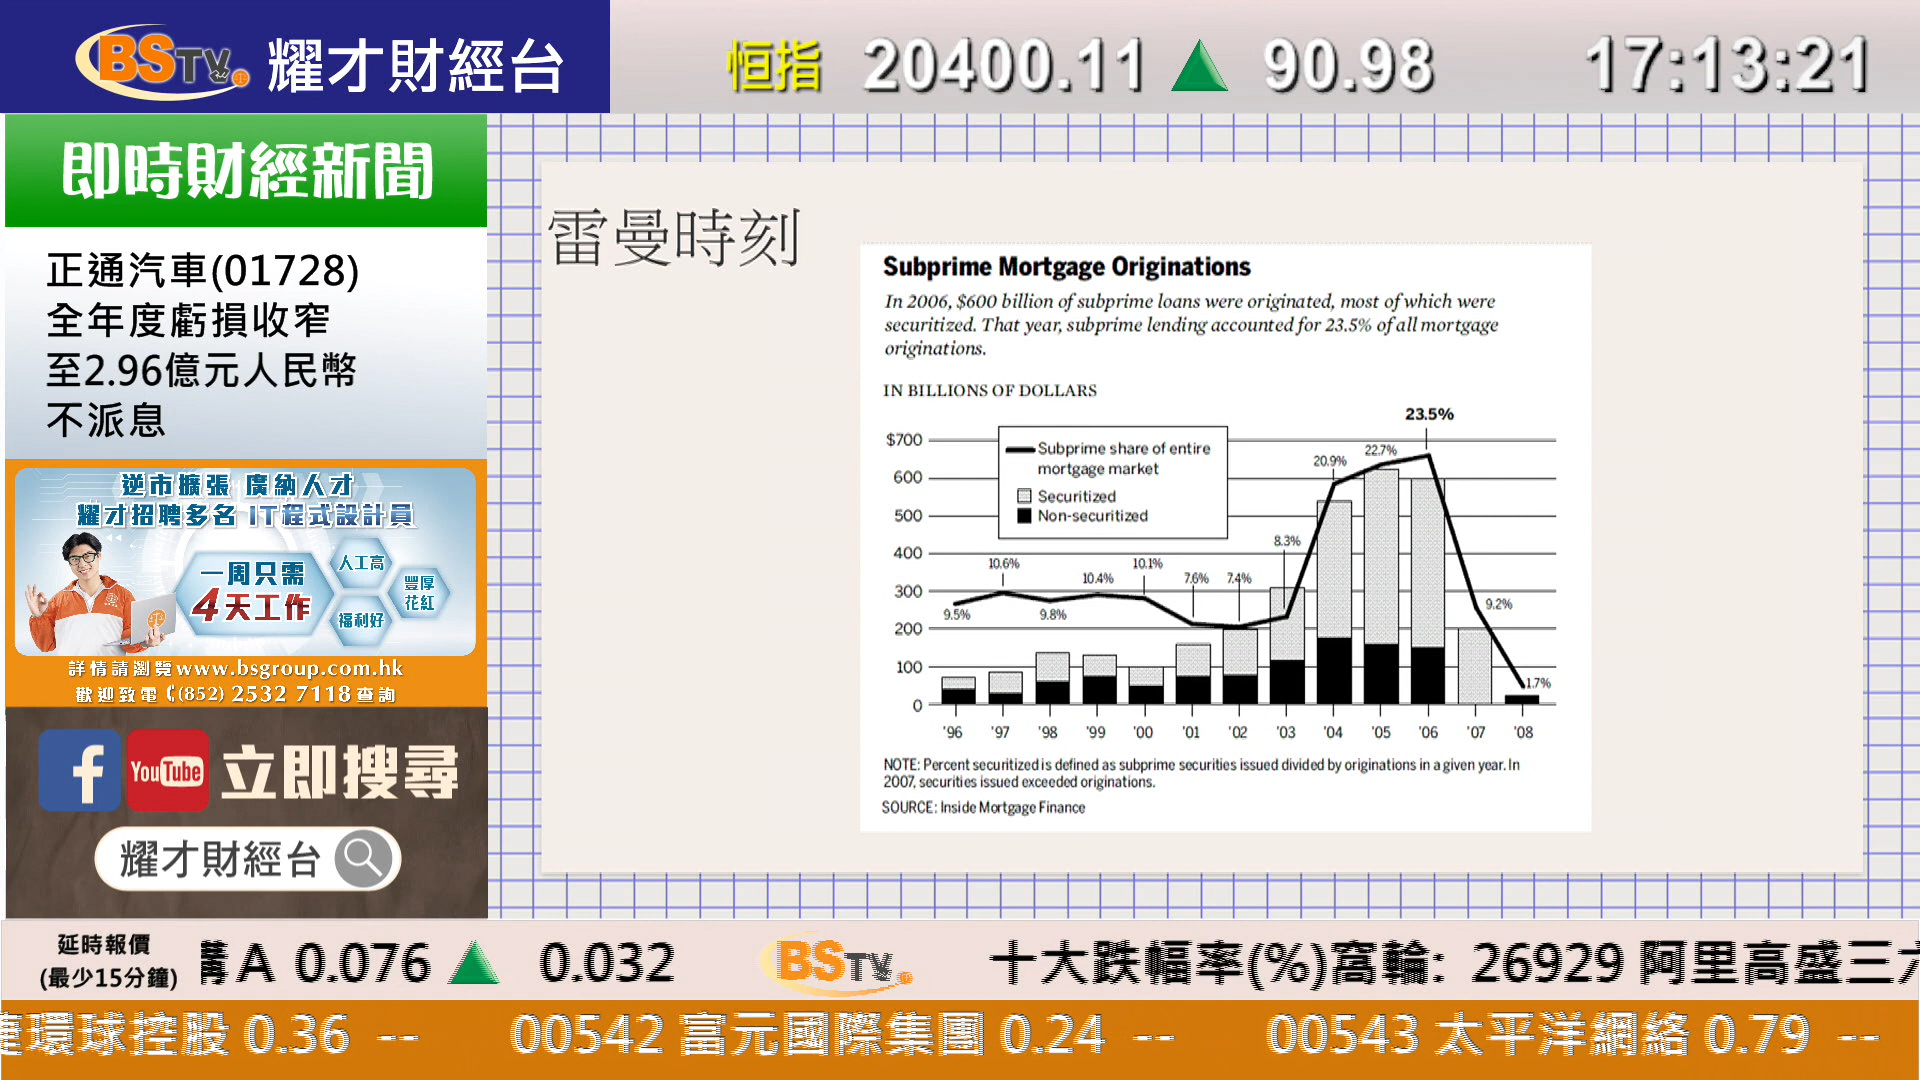 BSTV 耀才財經台
恒指 20400.11 ▲ 90.98 17:13:21
即時財經新聞
正通汽車(01728)
全年度虧損收窄
至2.96億元人民幣
不派息
逆市擴張 廣納人才
耀才招聘多名 IT程式設計員
一周只需
4天工作
人工高
豐厚
花紅
福利好
詳情請瀏覽www.bsgroup.com.hk
歡迎致電 (852) 2532 7118 查詢
f YouTube 立即搜尋
耀才財經台
雷曼時刻
Subprime Mortgage Originations
In 2006, $600 billion of subprime loans were originated, most of which were
securitized. That year, subprime lending accounted for 23.5% of all mortgage
originations.
IN BILLIONS OF DOLLARS
23.5%
$700
600
500
400
300
200
100
0
Subprime share of entire
mortgage market
Securitized
Non-securitized
9.5%
10.6%
9.8%
10.4%
10.1%
7.6%
7.4%
8.3%
20.9%
22.7%
9.2%
1.7%
'96 '97 '98 '99 '00 '01 '02 '03 '04 '05 '06 '07 '08
NOTE: Percent securitized is defined as subprime securities issued divided by originations in a given year. In
2007, securities issued exceeded originations.
SOURCE: Inside Mortgage Finance
延時報價
(最少15分鐘)
A 0.076 ▲ 0.032 BSTV 十大跌幅率(%)窩輪: 26929 阿里高盛三
環球控股 0.36 -- 00542 富元國際集團 0.24 -- 00543 太平洋網絡 0.79 --